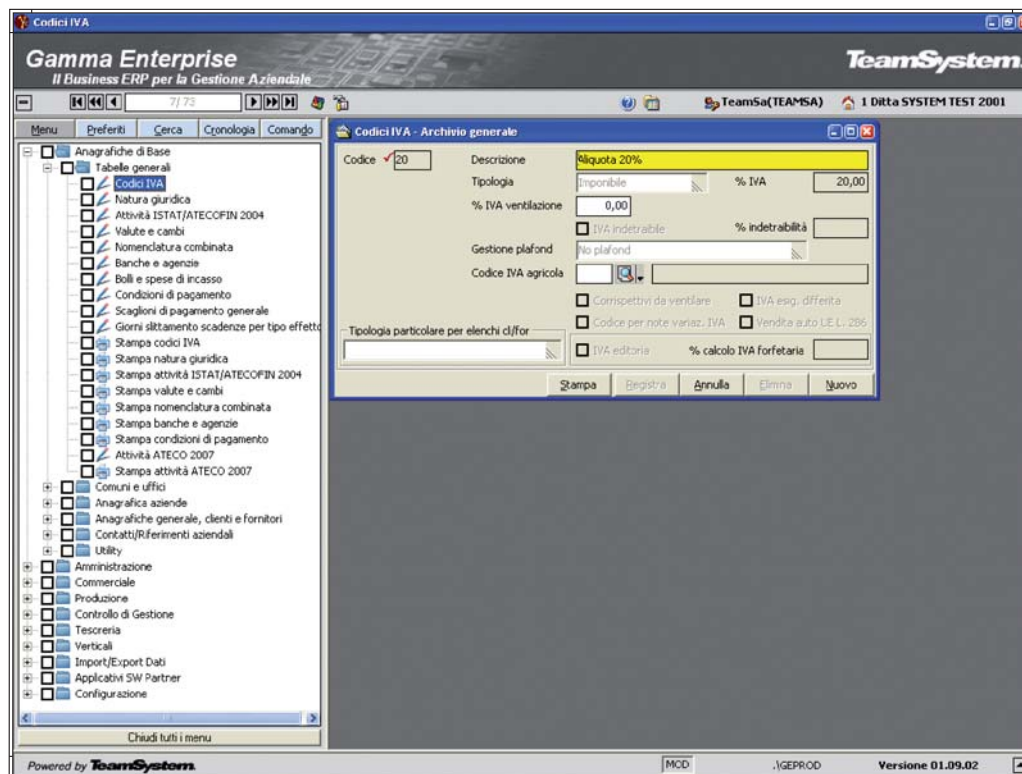 Codici IVA
Gamma Enterprise
Il Business ERP per la Gestione Aziendale
TeamSystem
7/ 73
TeamSa(TEAMSA)
1 Ditta SYSTEM TEST 2001
Menu Preferiti Cerca Cronologia Comando
Anagrafiche di Base
Tabelle generali
Codici IVA
Natura giuridica
Attività ISTAT/ATECOFIN 2004
Valute e cambi
Nomenclatura combinata
Banche e agenzie
Bolli e spese di incasso
Condizioni di pagamento
Scaglioni di pagamento generale
Giorni slittamento scadenze per tipo effetto
Stampa codici IVA
Stampa natura giuridica
Stampa attività ISTAT/ATECOFIN 2004
Stampa valute e cambi
Stampa nomenclatura combinata
Stampa banche e agenzie
Stampa condizioni di pagamento
Attività ATECO 2007
Stampa attività ATECO 2007
Comuni e uffici
Anagrafica aziende
Anagrafiche generale, clienti e fornitori
Contatti/Riferimenti aziendali
Utility
Amministrazione
Commerciale
Produzione
Controllo di Gestione
Tesoreria
Verticali
Import/Export Dati
Applicativi SW Partner
Configurazione
Chiudi tutti i menu
Codici IVA - Archivio generale
Codice 20 Descrizione Aliquota 20%
Tipologia Imponibile % IVA 20,00
% IVA ventilazione 0,00
IVA indetraibile % indetraibilità
Gestione plafond No plafond
Codice IVA agricola
Corrispettivi da ventilare IVA esig. differita
Codice per note variaz. IVA Vendita auto UE L. 286
Tipologia particolare per elenchi cl/for
IVA editoria % calcolo IVA forfetaria
Stampa Registra Annulla Elimina Nuovo
Powered by TeamSystem
MOD .\GEPROD Versione 01.09.02